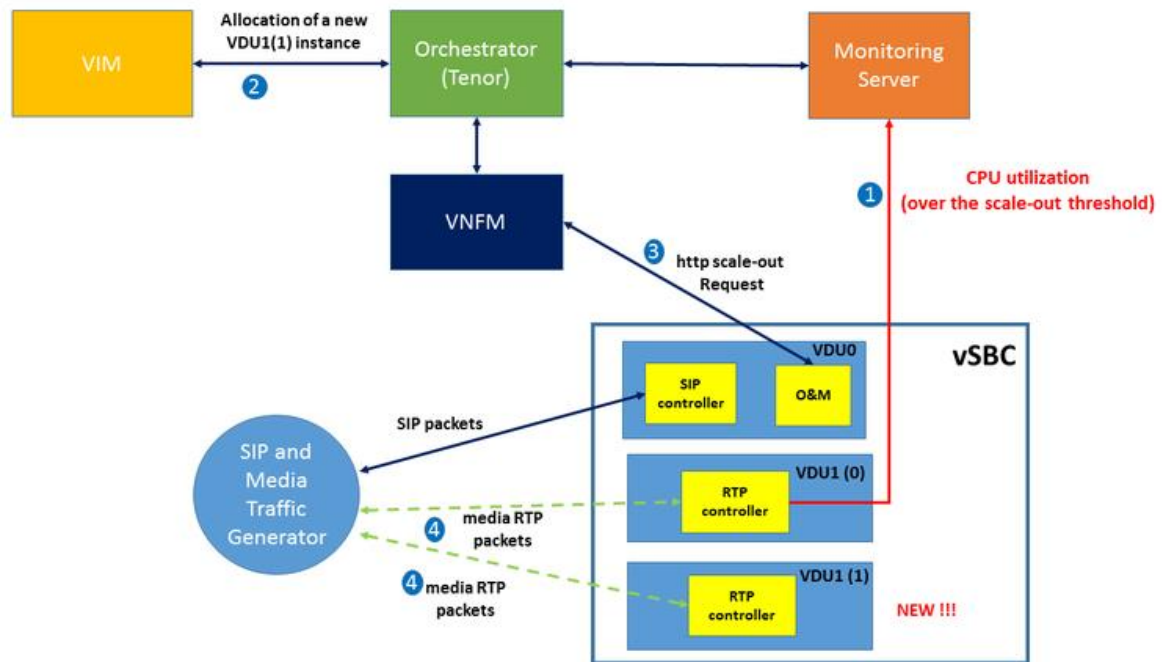 Allocation of a new
VDU1(1) instance
VIM
2
Orchestrator
(Tenor)
Monitoring
Server
VNFM
1
CPU utilization
(over the scale-out threshold)
3
http scale-out
Request
vSBC
VDU0
SIP
controller
O&M
SIP packets
SIP and
Media
Traffic
Generator
VDU1 (0)
RTP
controller
4 media RTP
packets
4 media RTP
packets
VDU1 (1)
RTP
controller
NEW !!!